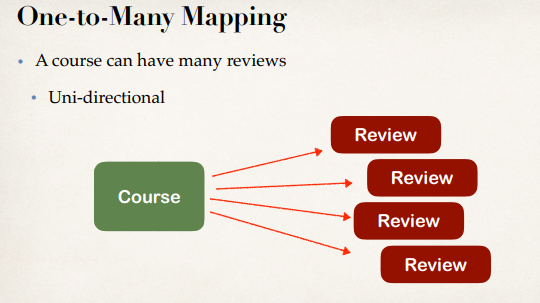 One-to-Many Mapping
• A course can have many reviews
• Uni-directional
Review
Review
Course
Review
Review